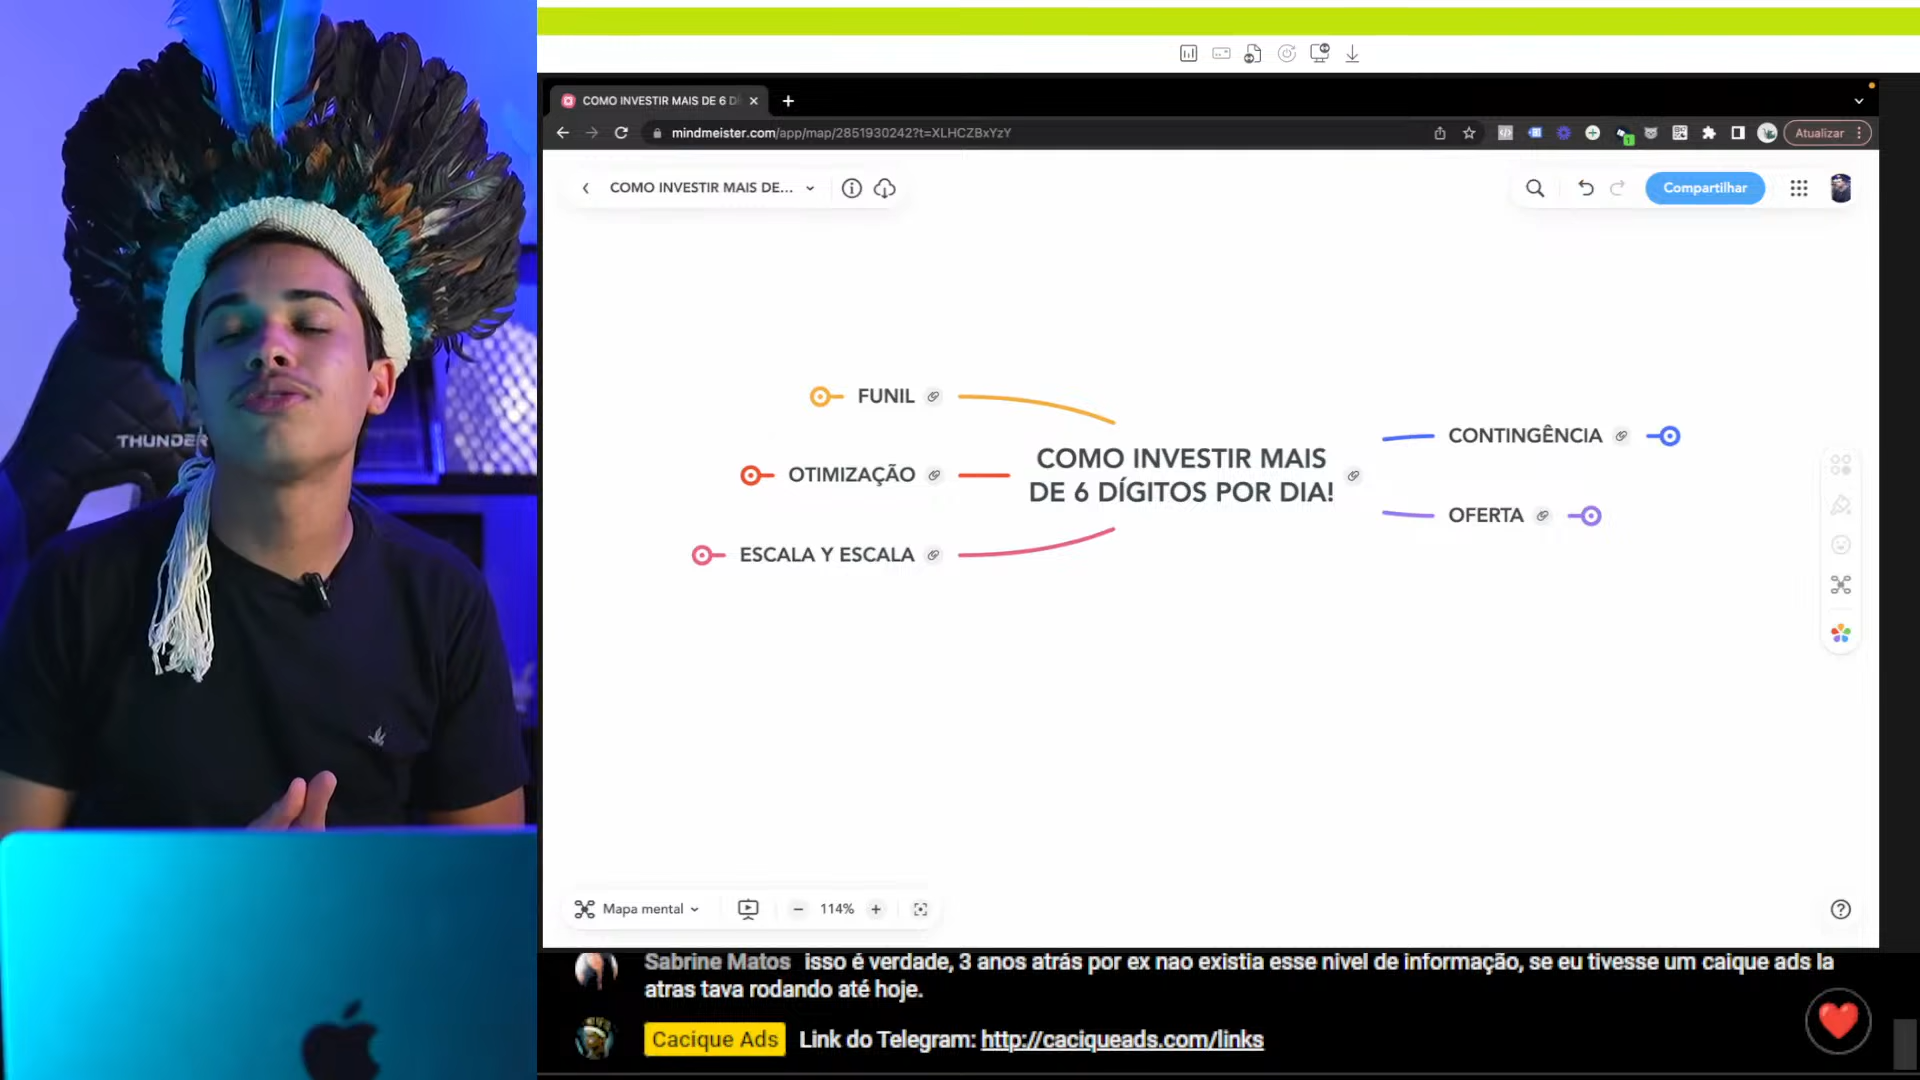 THUNDER
COMO INVESTIR MAIS DE 6 D
mindmeister.com/app/map/2851930242?t=XLHCZBxYzY
Atualizar
COMO INVESTIR MAIS DE...
Compartilhar
FUNIL
OTIMIZAÇÃO
ESCALA Y ESCALA
COMO INVESTIR MAIS
DE 6 DÍGITOS POR DIA!
CONTINGÊNCIA
OFERTA
Mapa mental
114%
Sabrine Matos isso é verdade, 3 anos atrás por ex nao existia esse nivel de informação, se eu tivesse um caique ads la
atras tava rodando até hoje.
Cacique Ads Link do Telegram: http://caciqueads.com/links